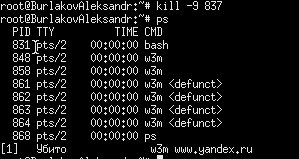 root@BurlakovAleksandr:~# kill -9 837
root@BurlakovAleksandr:~# ps
PID TTY TIME CMD
831 pts/2 00:00:00 bash
848 pts/2 00:00:00 w3m
858 pts/2 00:00:00 w3m
861 pts/2 00:00:00 w3m <defunct>
862 pts/2 00:00:00 w3m <defunct>
863 pts/2 00:00:00 w3m <defunct>
864 pts/2 00:00:00 w3m <defunct>
868 pts/2 00:00:00 ps
[1] Убито w3m www.yandex.ru
root@BurlakovAleksandr:~#